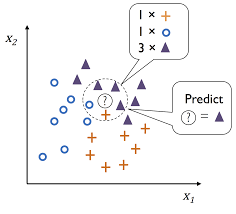 1 × +
1 × ○
3 × ▲
x₂
?
Predict
? = ▲
x₁